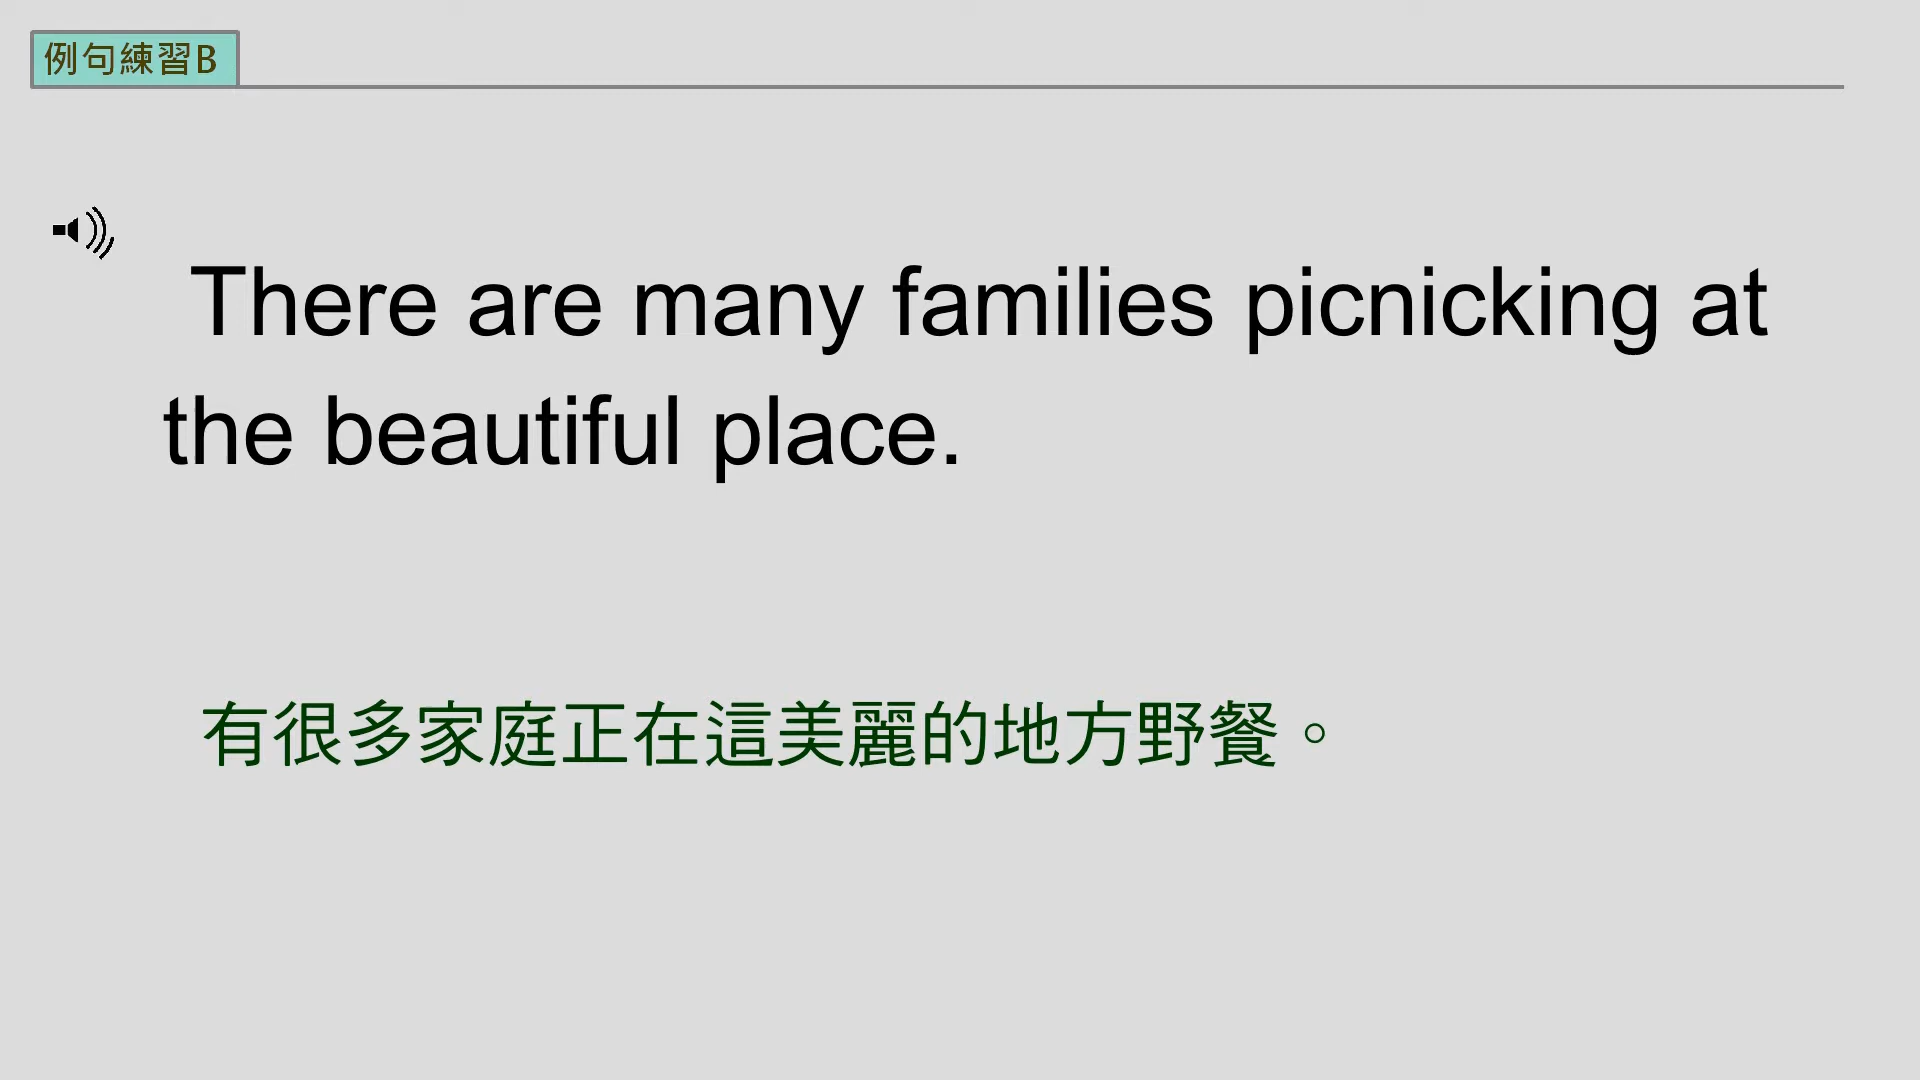 例句練習B
There are many families picnicking at
the beautiful place.
有很多家庭正在這美麗的地方野餐。